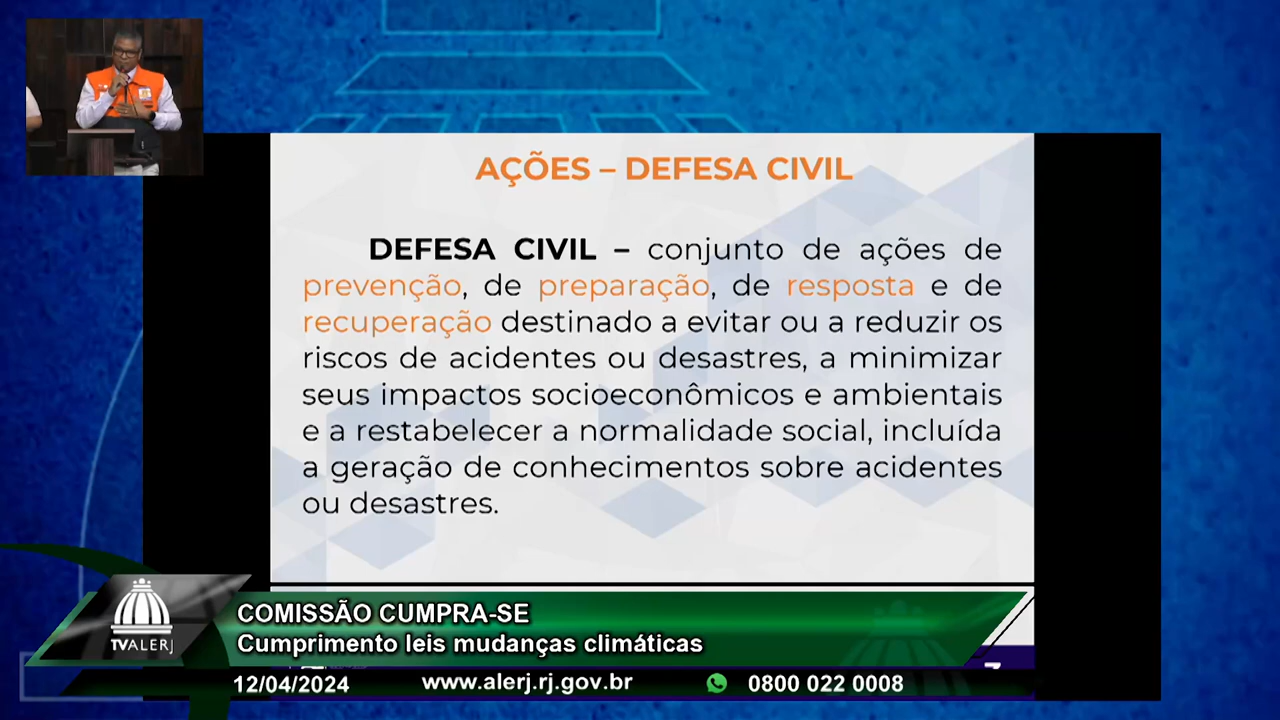 AÇÕES – DEFESA CIVIL
DEFESA CIVIL – conjunto de ações de
prevenção, de preparação, de resposta e de
recuperação destinado a evitar ou a reduzir os
riscos de acidentes ou desastres, a minimizar
seus impactos socioeconômicos e ambientais
e a restabelecer a normalidade social, incluída
a geração de conhecimentos sobre acidentes
ou desastres.
COMISSÃO CUMPRA-SE
Cumprimento leis mudanças climáticas
TVALERJ
12/04/2024 www.alerj.rj.gov.br 0800 022 0008